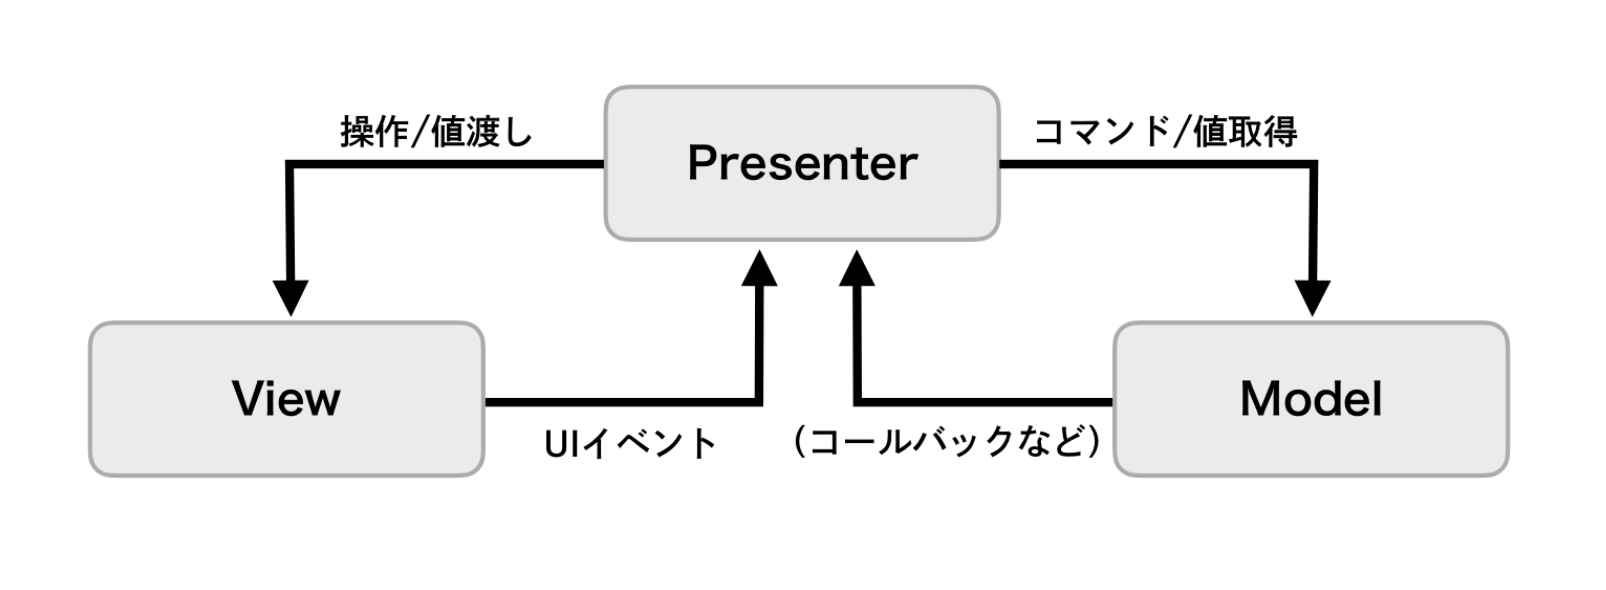 操作/値渡し
Presenter
コマンド/値取得
View
UIイベント
（コールバックなど）
Model